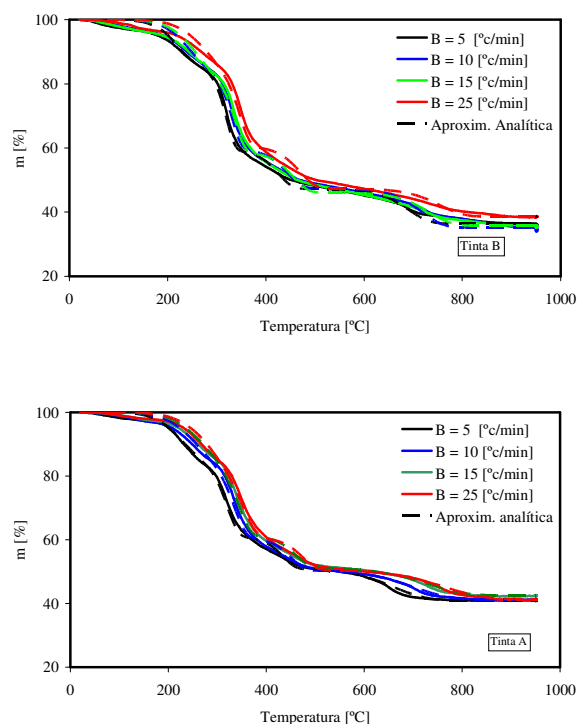 100
80
60
40
20
m [%]
B = 5 [ºc/min]
B = 10 [ºc/min]
B = 15 [ºc/min]
B = 25 [ºc/min]
Aproxim. Analítica
Tinta B
0 200 400 600 800 1000
Temperatura [ºC]
100
80
60
40
20
m [%]
B = 5 [ºc/min]
B = 10 [ºc/min]
B = 15 [ºc/min]
B = 25 [ºc/min]
Aproxim. analítica
Tinta A
0 200 400 600 800 1000
Temperatura [ºC]